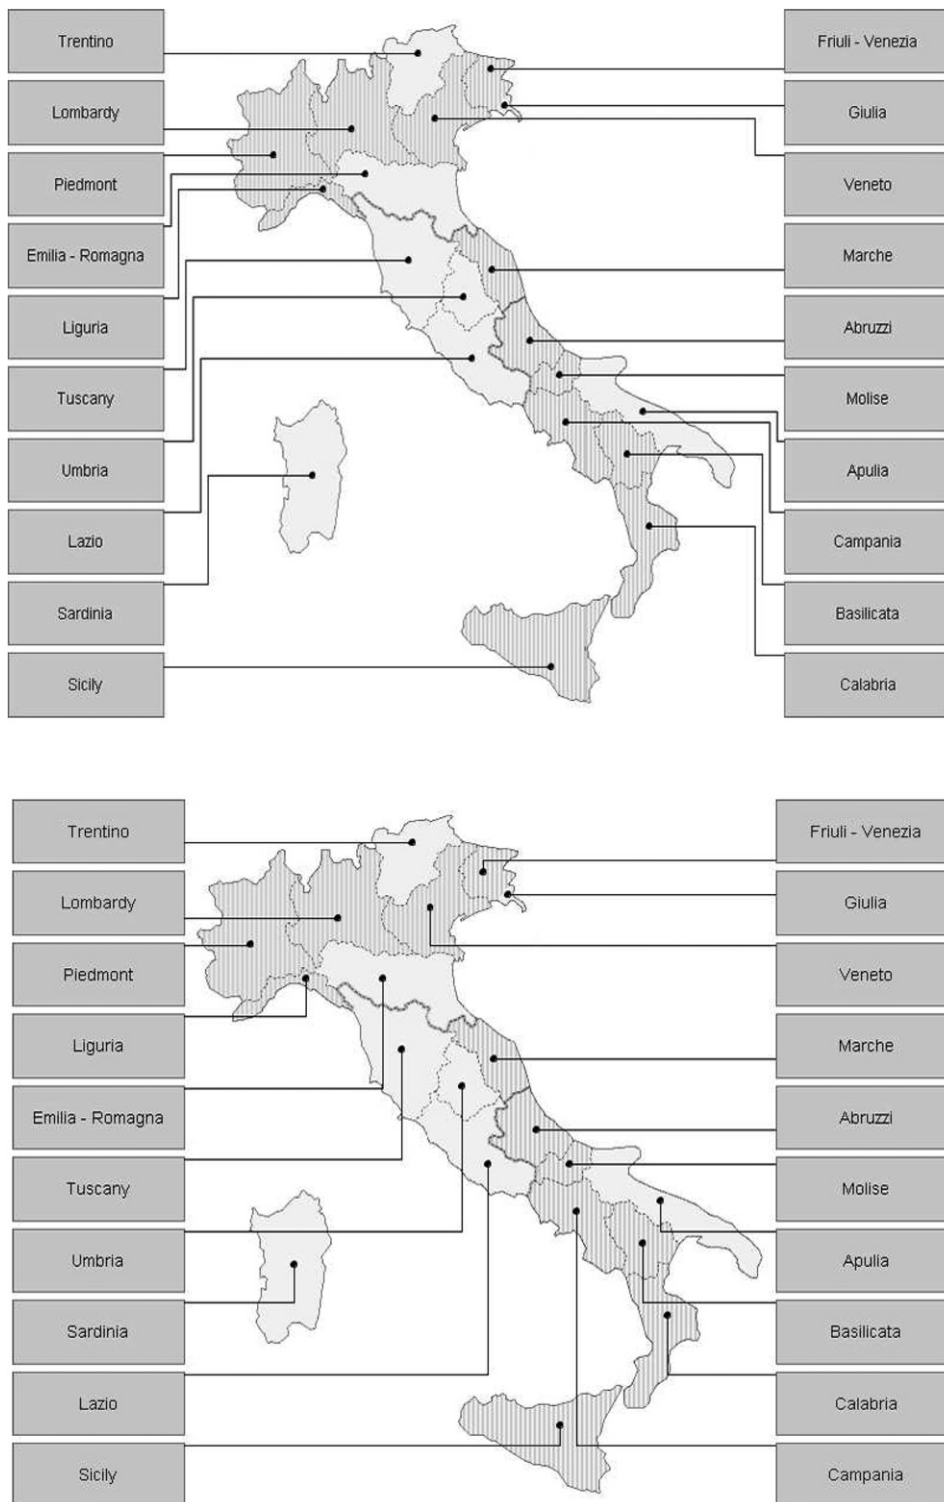 Trentino
Lombardy
Piedmont
Emilia - Romagna
Liguria
Tuscany
Umbria
Lazio
Sardinia
Sicily
Friuli - Venezia
Giulia
Veneto
Marche
Abruzzi
Molise
Apulia
Campania
Basilicata
Calabria
Trentino
Lombardy
Piedmont
Liguria
Emilia - Romagna
Tuscany
Umbria
Sardinia
Lazio
Sicily
Friuli - Venezia
Giulia
Veneto
Marche
Abruzzi
Molise
Apulia
Basilicata
Calabria
Campania